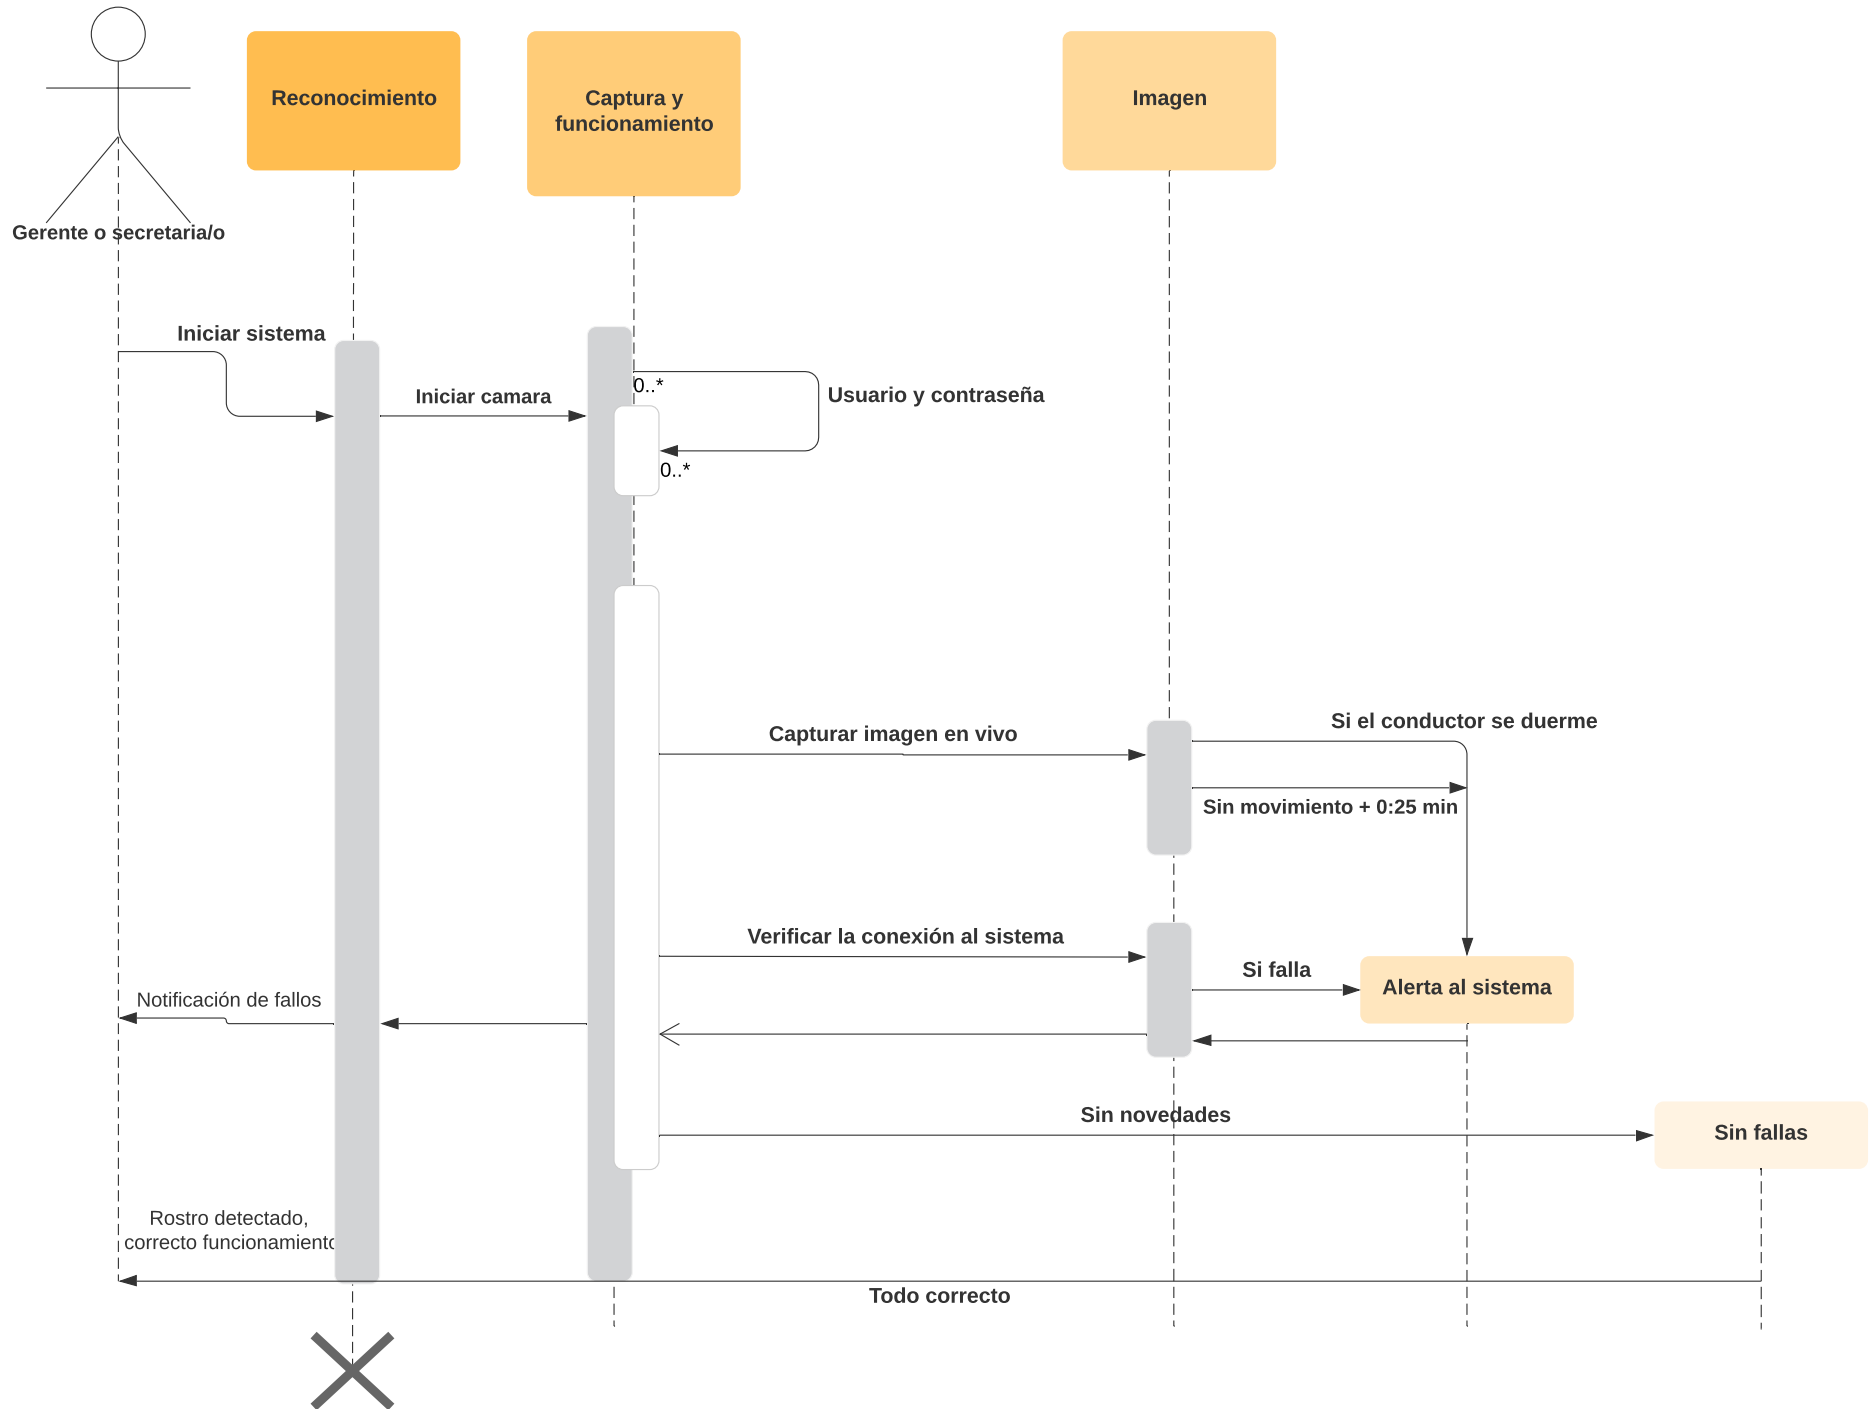 Reconocimiento
Captura y
funcionamiento
Imagen
Gerente o secretaria/o
Iniciar sistema
Iniciar camara
0..*
Usuario y contraseña
0..*
Capturar imagen en vivo
Si el conductor se duerme
Sin movimiento + 0:25 min
Verificar la conexión al sistema
Si falla
Alerta al sistema
Notificación de fallos
Sin novedades
Sin fallas
Rostro detectado,
correcto funcionamiento
Todo correcto